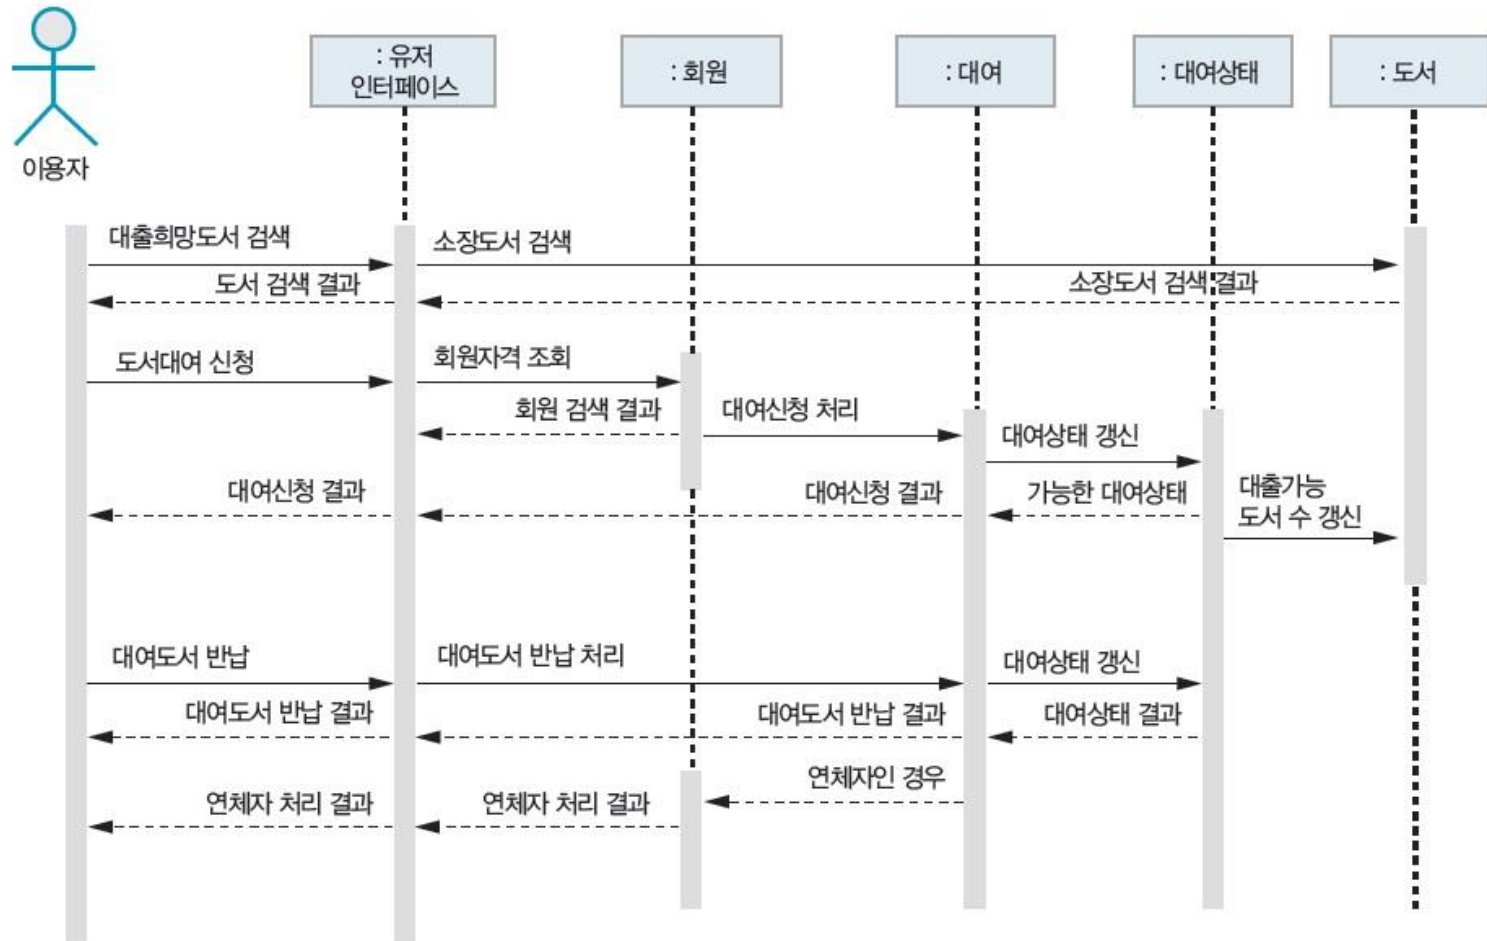 : 유저
인터페이스
: 회원
: 대여
: 대여상태
: 도서
이용자
대출희망도서 검색
소장도서 검색
도서 검색 결과
소장도서 검색 결과
도서대여 신청
회원자격 조회
회원 검색 결과
대여신청 처리
대여상태 갱신
대여신청 결과
대여신청 결과
가능한 대여상태
대출가능
도서 수 갱신
대여도서 반납
대여도서 반납 처리
대여상태 갱신
대여도서 반납 결과
대여도서 반납 결과
대여상태 결과
연체자인 경우
연체자 처리 결과
연체자 처리 결과